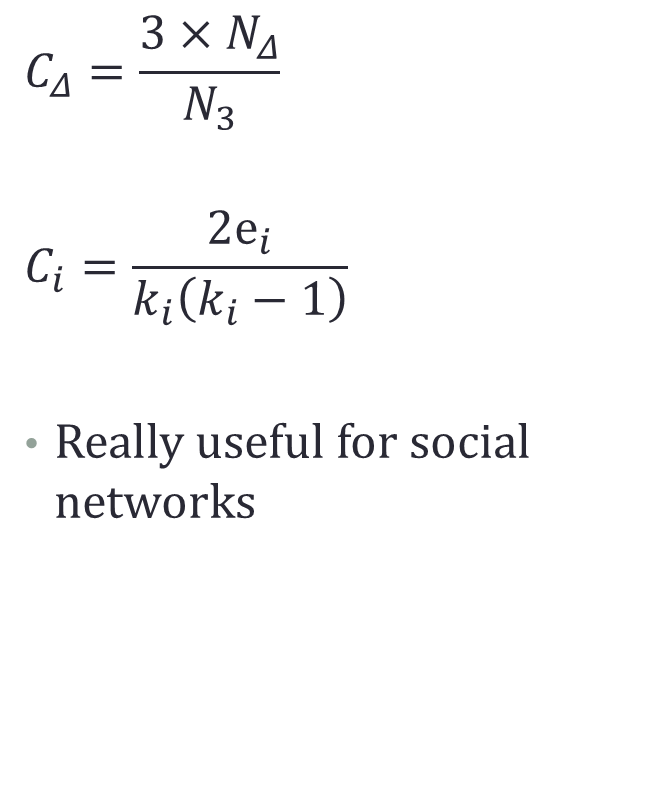 C_Δ = (3 × N_Δ) / N_3
C_i = 2e_i / (k_i(k_i − 1))
• Really useful for social
networks